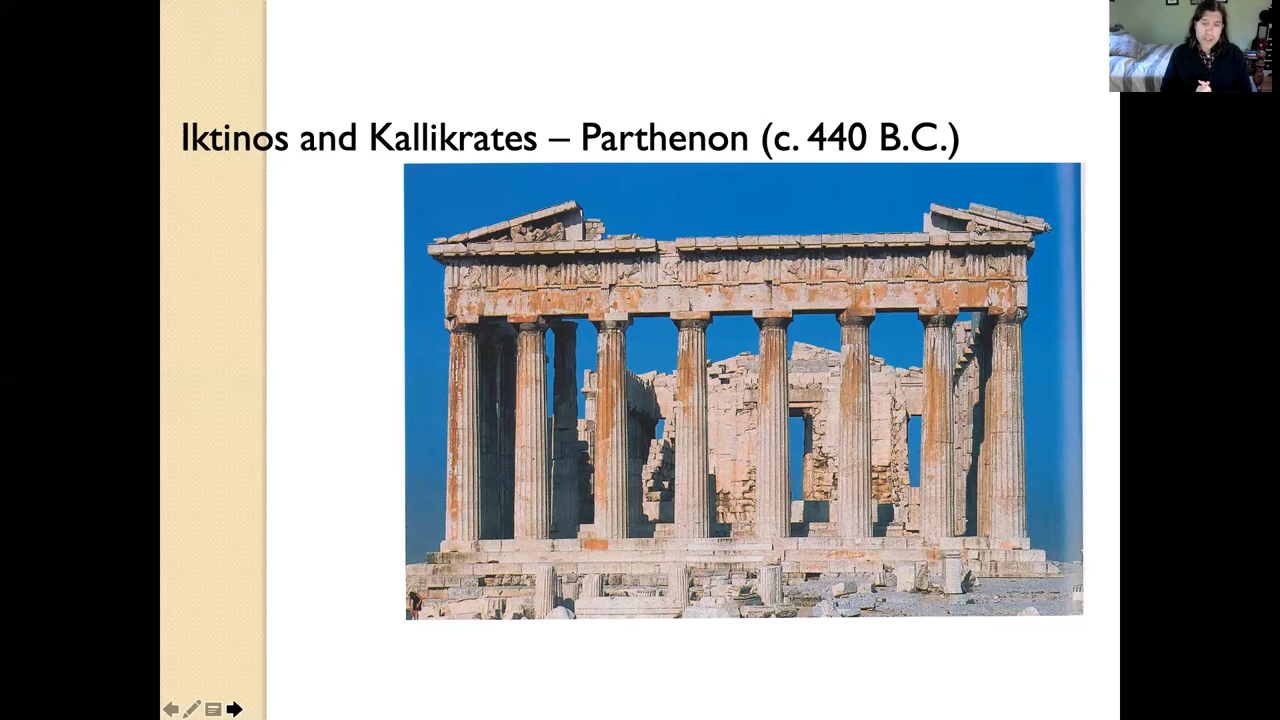 Iktinos and Kallikrates – Parthenon (c. 440 B.C.)